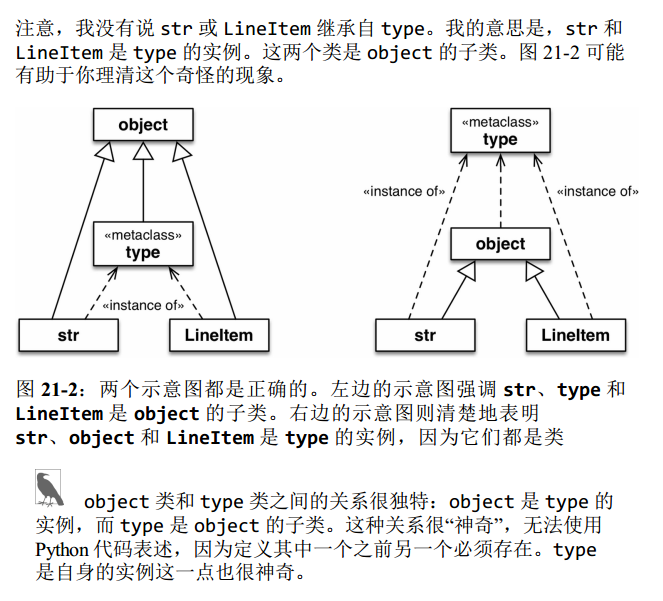 注意，我没有说 str 或 LineItem 继承自 type。我的意思是，str 和
LineItem 是 type 的实例。这两个类是 object 的子类。图 21-2 可能
有助于你理清这个奇怪的现象。
object
«metaclass»
type
«instance of»
str
LineItem
«metaclass»
type
«instance of»
«instance of»
object
str
LineItem
图 21-2：两个示意图都是正确的。左边的示意图强调 str、type 和
LineItem 是 object 的子类。右边的示意图则清楚地表明
str、object 和 LineItem 是 type 的实例，因为它们都是类
object 类和 type 类之间的关系很独特：object 是 type 的
实例，而 type 是 object 的子类。这种关系很“神奇”，无法使用
Python 代码表述，因为定义其中一个之前另一个必须存在。type
是自身的实例这一点也很神奇。